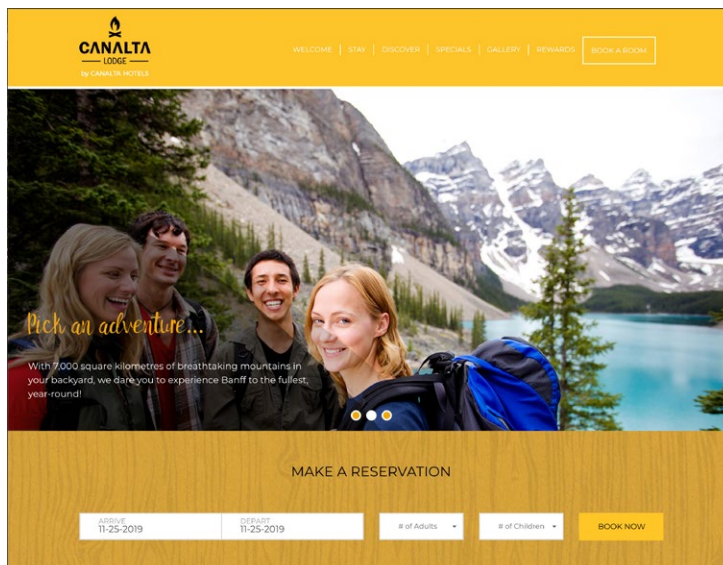 CANALTA
LODGE
by CANALTA HOTELS
WELCOME | STAY | DISCOVER | SPECIALS | GALLERY | REWARDS BOOK A ROOM
Pick an adventure...
With 7,000 square kilometres of breathtaking mountains in
your backyard, we dare you to experience Banff to the fullest,
year-round!
MAKE A RESERVATION
ARRIVE DEPART
11-25-2019 11-25-2019 # of Adults # of Children BOOK NOW